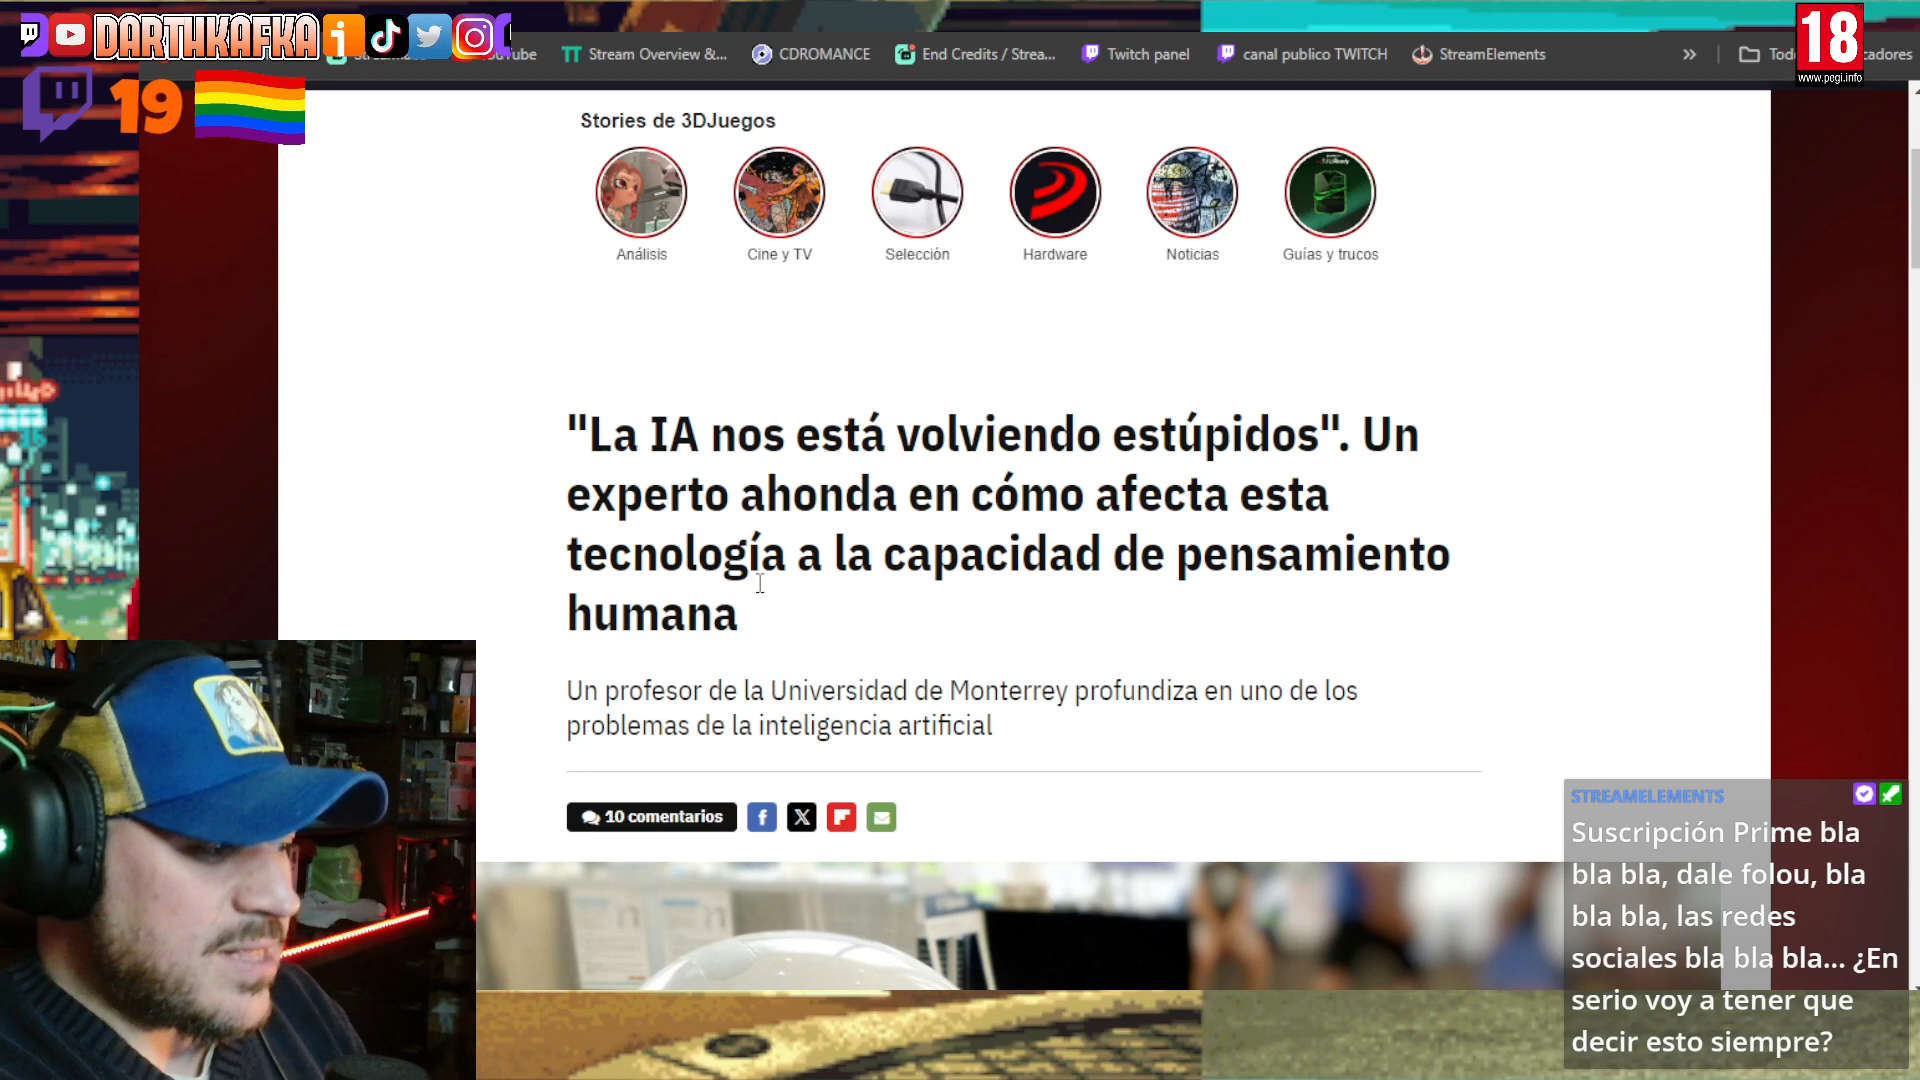 DARTHKAFKA
Stream Overview &...
CDROMANCE
End Credits / Strea...
Twitch panel
canal publico TWITCH
StreamElements
18
www.pegi.info
19
Stories de 3DJuegos
Análisis
Cine y TV
Selección
Hardware
Noticias
Guías y trucos
"La IA nos está volviendo estúpidos". Un
experto ahonda en cómo afecta esta
tecnología a la capacidad de pensamiento
humana
Un profesor de la Universidad de Monterrey profundiza en uno de los
problemas de la inteligencia artificial
10 comentarios
STREAMELEMENTS
Suscripción Prime bla
bla bla, dale folou, bla
bla bla, las redes
sociales bla bla bla... ¿En
serio voy a tener que
decir esto siempre?